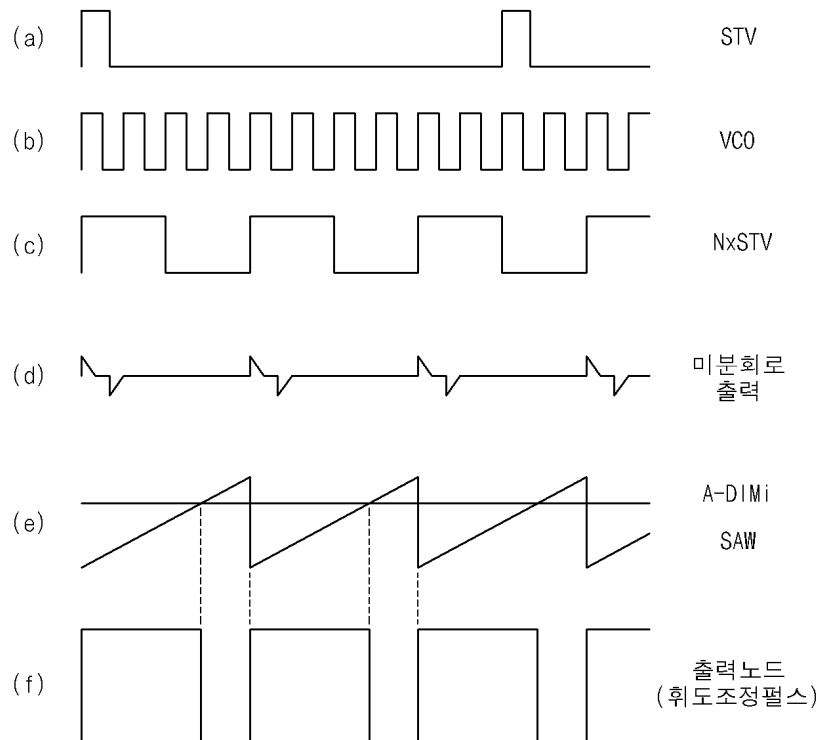 (a) STV
(b) VCO
(c) NxSTV
(d) 미분회로
출력
A-DIMi
(e) SAW
(f) 출력노드
(휘도조정펄스)